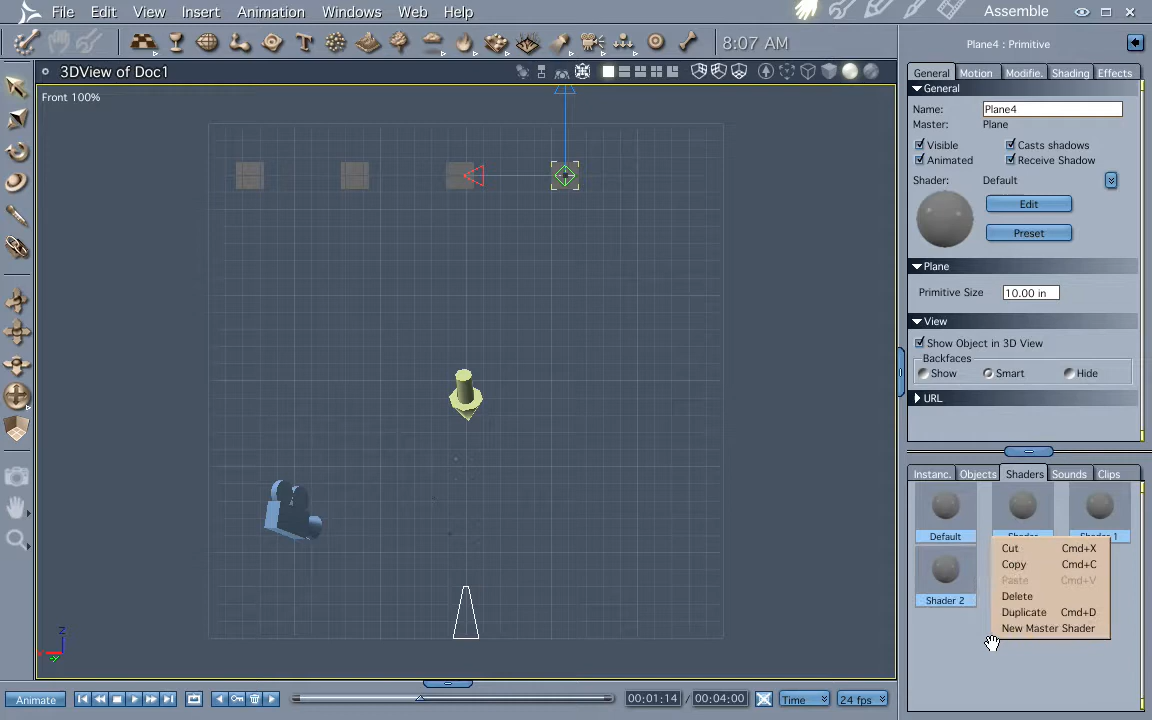 File Edit View Insert Animation Windows Web Help
Assemble
8:07 AM
Plane4 : Primitive
3DView of Doc1
General Motion Modifie. Shading Effects
General
Front 100%
Name: Plane4
Master: Plane
Visible Casts shadows
Animated Receive Shadow
Shader: Default
Edit
Preset
Plane
Primitive Size 10.00 in
View
Show Object in 3D View
Backfaces
Show Smart Hide
URL
Instanc. Objects Shaders Sounds Clips
Default
Shader 2
Cut Cmd+X
Copy Cmd+C
Paste Cmd+V
Delete
Duplicate Cmd+D
New Master Shader
Z
Animate
00:01:14 / 00:04:00
Time
24 fps